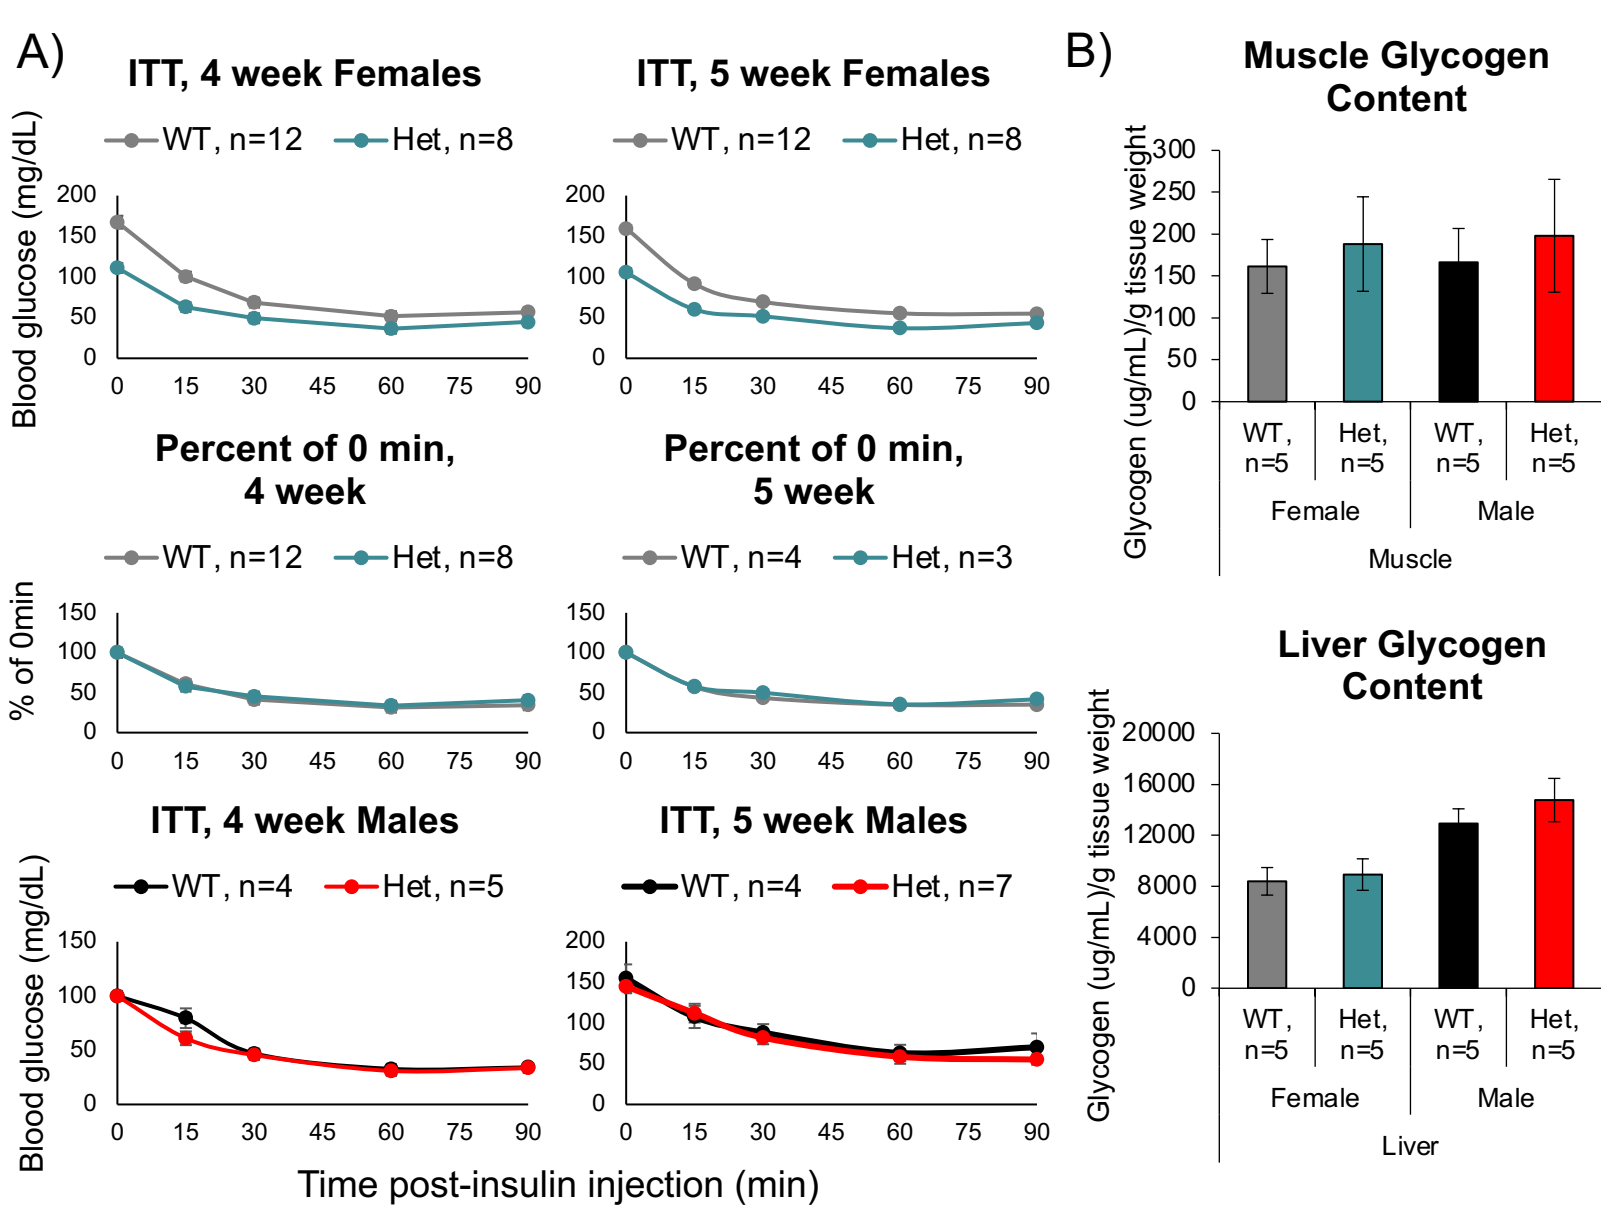 A)
ITT, 4 week Females
WT, n=12 Het, n=8
Blood glucose (mg/dL)
200
150
100
50
0
0 15 30 45 60 75 90
ITT, 5 week Females
WT, n=12 Het, n=8
200
150
100
50
0
0 15 30 45 60 75 90
Percent of 0 min,
4 week
WT, n=12 Het, n=8
% of 0min
150
100
50
0
0 15 30 45 60 75 90
Percent of 0 min,
5 week
WT, n=4 Het, n=3
150
100
50
0
0 15 30 45 60 75 90
ITT, 4 week Males
WT, n=4 Het, n=5
Blood glucose (mg/dL)
150
100
50
0
0 15 30 45 60 75 90
ITT, 5 week Males
WT, n=4 Het, n=7
200
150
100
50
0
0 15 30 45 60 75 90
Time post-insulin injection (min)
B)
Muscle Glycogen
Content
Glycogen (ug/mL)/g tissue weight
300
250
200
150
100
50
0
WT, Het, WT, Het,
n=5 n=5 n=5 n=5
Female Male
Muscle
Liver Glycogen
Content
Glycogen (ug/mL)/g tissue weight
20000
16000
12000
8000
4000
0
WT, Het, WT, Het,
n=5 n=5 n=5 n=5
Female Male
Liver